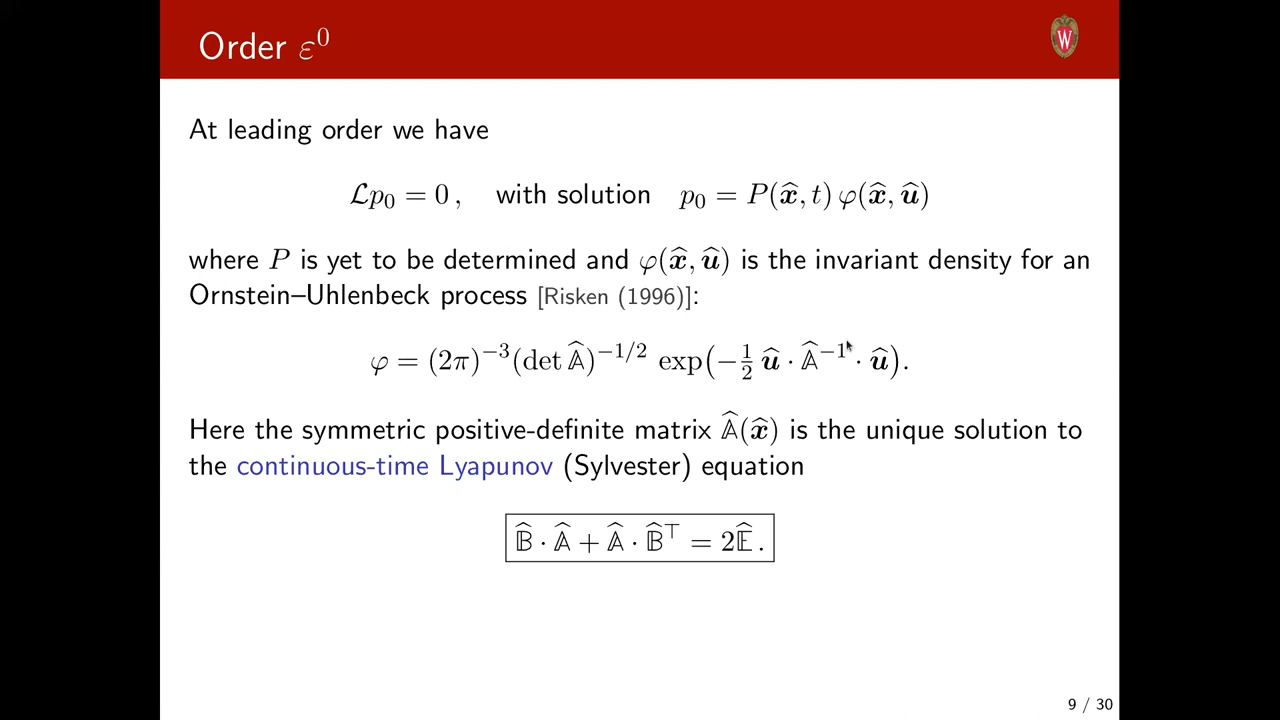 Order ε⁰
W
At leading order we have
ℒp₀ = 0 , with solution p₀ = P(x̂, t) φ(x̂, û)
where P is yet to be determined and φ(x̂, û) is the invariant density for an
Ornstein–Uhlenbeck process [Risken (1996)]:
φ = (2π)⁻³(det 𝔸̂)⁻¹ᐟ² exp(−½ û · 𝔸̂⁻¹ · û).
Here the symmetric positive-definite matrix 𝔸̂(x̂) is the unique solution to
the continuous-time Lyapunov (Sylvester) equation
𝔹̂ · 𝔸̂ + 𝔸̂ · 𝔹̂⊤ = 2𝔼̂ .
9 / 30